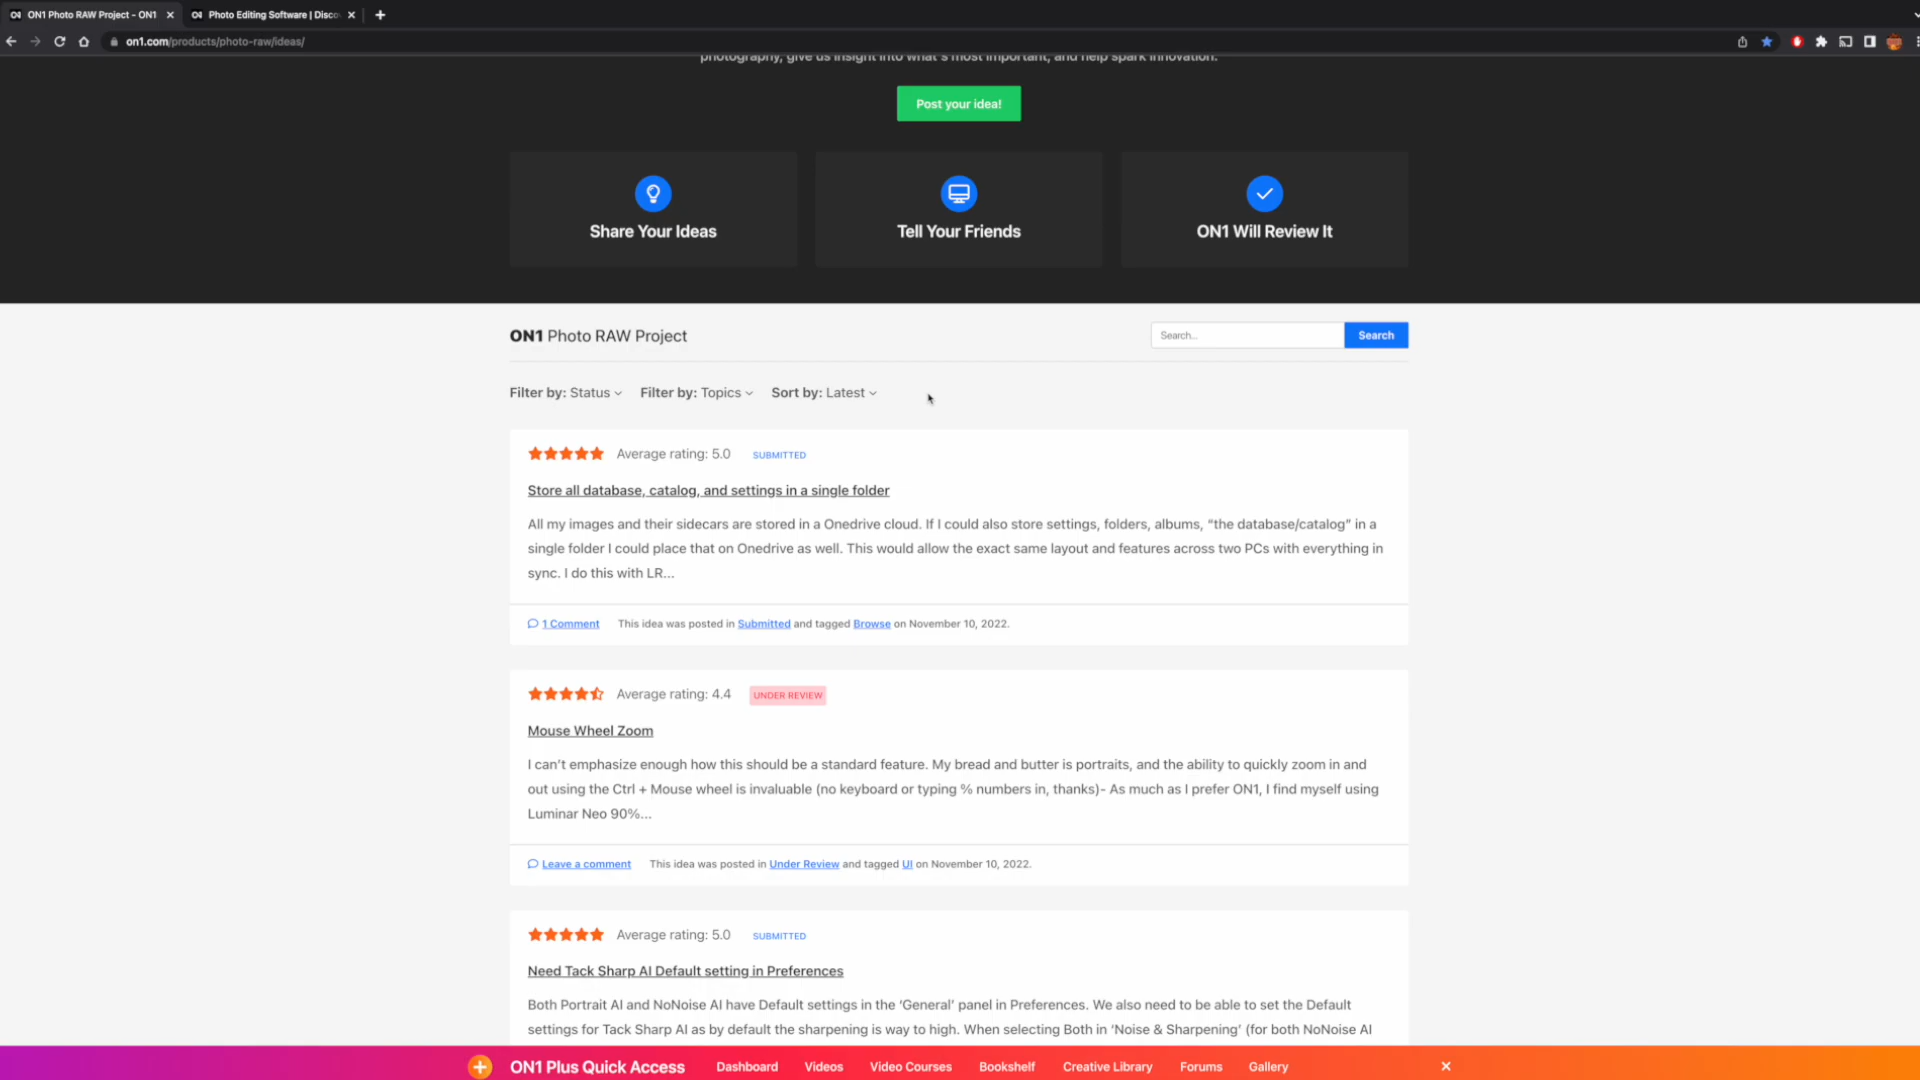 ON1 Photo RAW Project - ON1
Photo Editing Software | Disco
on1.com/products/photo-raw/ideas/
photography, give us insight into what's most important, and help spark innovation.
Post your idea!
Share Your Ideas
Tell Your Friends
ON1 Will Review It
ON1 Photo RAW Project
Search...
Search
Filter by: Status
Filter by: Topics
Sort by: Latest
Average rating: 5.0 SUBMITTED
Store all database, catalog, and settings in a single folder
All my images and their sidecars are stored in a Onedrive cloud. If I could also store settings, folders, albums, “the database/catalog” in a
single folder I could place that on Onedrive as well. This would allow the exact same layout and features across two PCs with everything in
sync. I do this with LR...
1 Comment This idea was posted in Submitted and tagged Browse on November 10, 2022.
Average rating: 4.4 UNDER REVIEW
Mouse Wheel Zoom
I can’t emphasize enough how this should be a standard feature. My bread and butter is portraits, and the ability to quickly zoom in and
out using the Ctrl + Mouse wheel is invaluable (no keyboard or typing % numbers in, thanks)- As much as I prefer ON1, I find myself using
Luminar Neo 90%...
Leave a comment This idea was posted in Under Review and tagged UI on November 10, 2022.
Average rating: 5.0 SUBMITTED
Need Tack Sharp AI Default setting in Preferences
Both Portrait AI and NoNoise AI have Default settings in the ‘General’ panel in Preferences. We also need to be able to set the Default
settings for Tack Sharp AI as by default the sharpening is way to high. When selecting Both in ‘Noise & Sharpening’ (for both NoNoise AI
ON1 Plus Quick Access
Dashboard
Videos
Video Courses
Bookshelf
Creative Library
Forums
Gallery